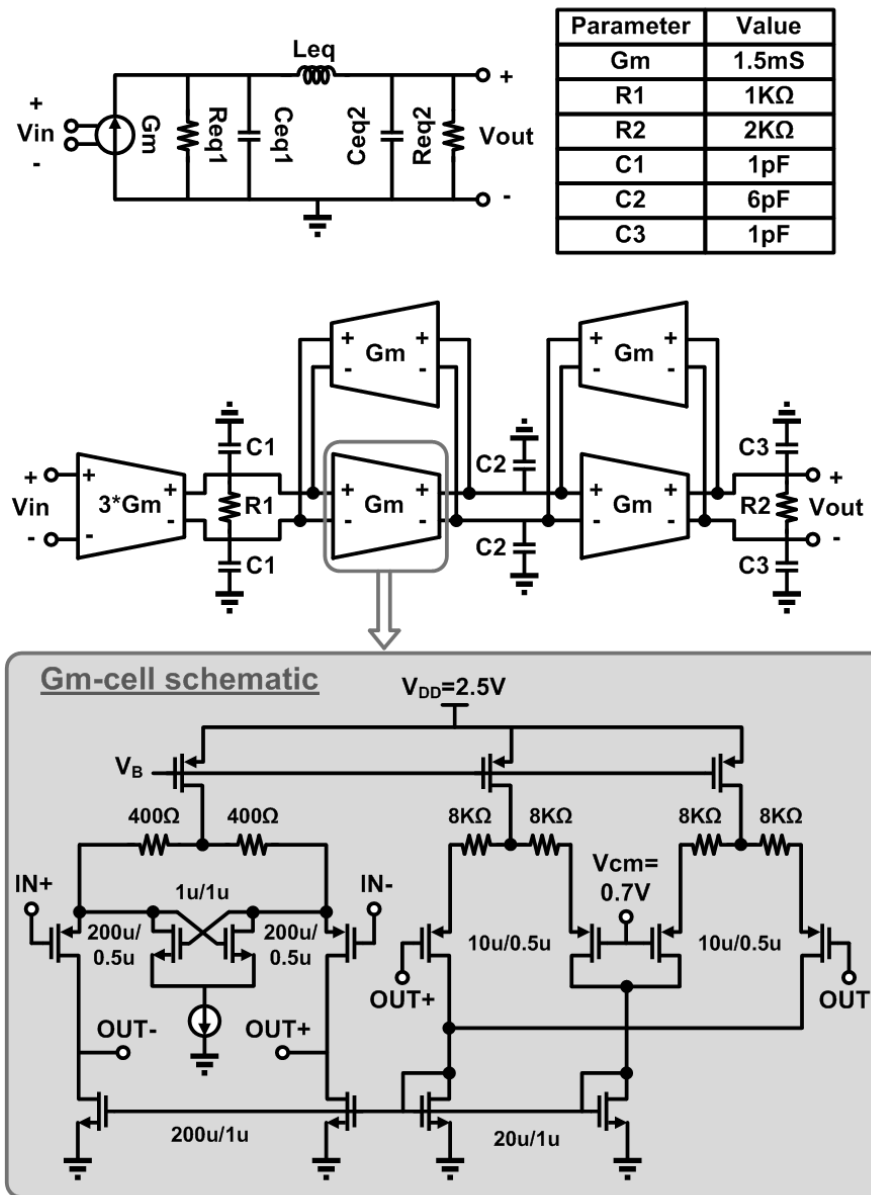 Leq
+
Vin
-
Gm
Req1
Ceq1
Ceq2
Req2
+
Vout
-
Parameter Value
Gm 1.5mS
R1 1KΩ
R2 2KΩ
C1 1pF
C2 6pF
C3 1pF
+ Gm +
- -
+ Gm +
- -
C1
C2
C3
+
Vin
-
+ 3*Gm +
- -
R1
+ Gm +
- -
+ Gm +
- -
R2
+
Vout
-
C1
C2
C3
Gm-cell schematic
VDD=2.5V
VB
400Ω 400Ω
8KΩ 8KΩ
8KΩ 8KΩ
IN+
1u/1u
IN-
Vcm=
0.7V
200u/
0.5u
200u/
0.5u
10u/0.5u
10u/0.5u
OUT+
OUT
OUT-
OUT+
200u/1u
20u/1u